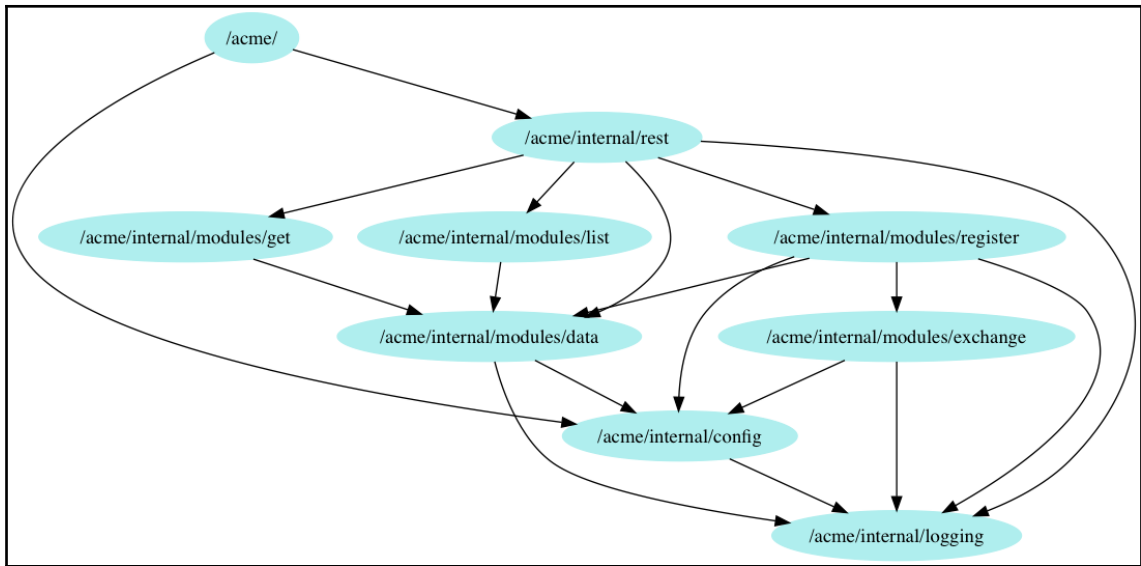 /acme/
/acme/internal/rest
/acme/internal/modules/get
/acme/internal/modules/list
/acme/internal/modules/register
/acme/internal/modules/data
/acme/internal/modules/exchange
/acme/internal/config
/acme/internal/logging